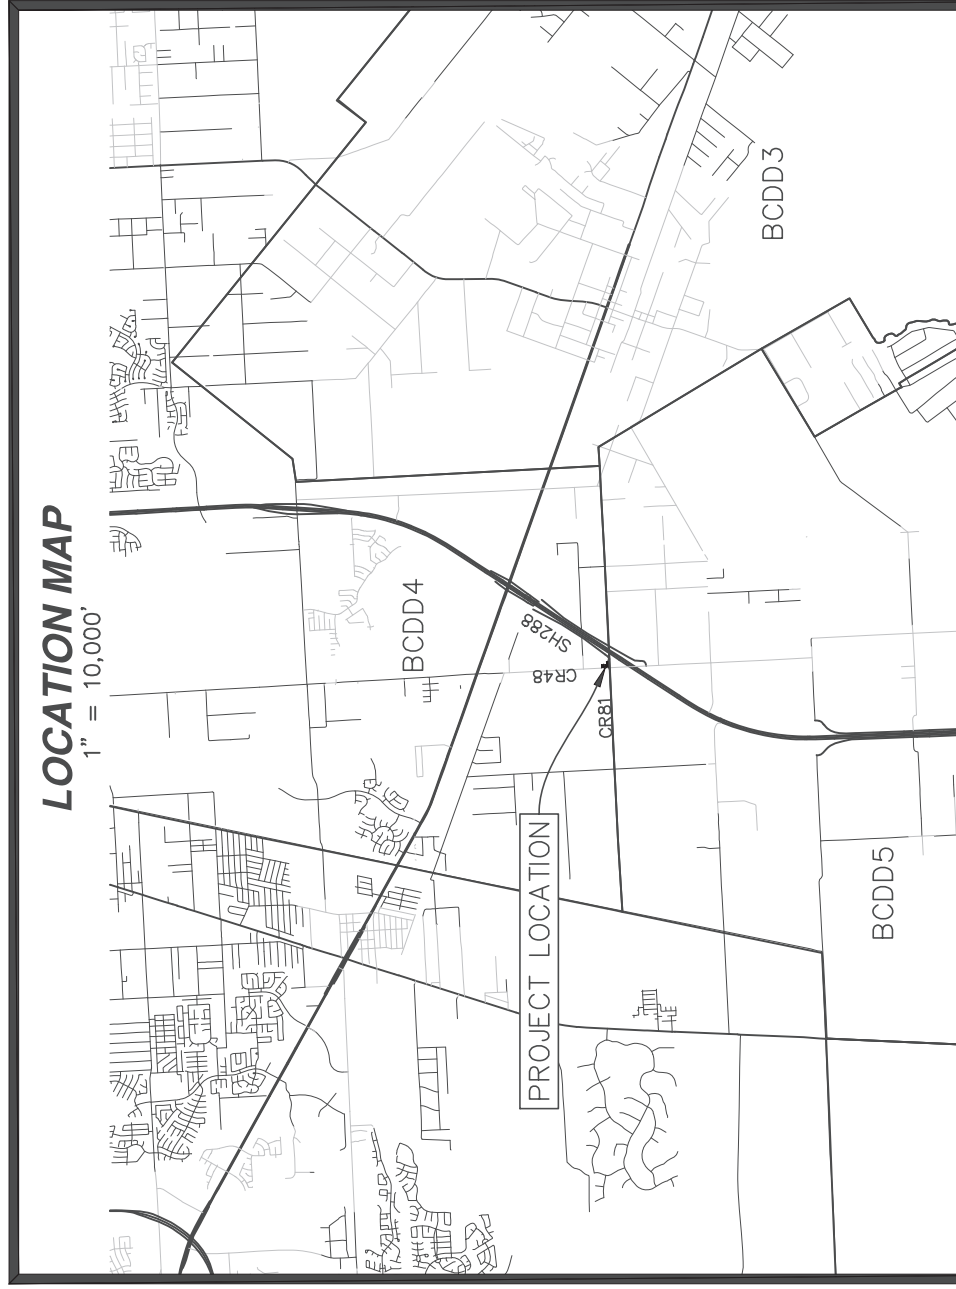 LOCATION MAP
1" = 10,000'
BCDD3
BCDD4
SH288
CR48
CR81
PROJECT LOCATION
BCDD5